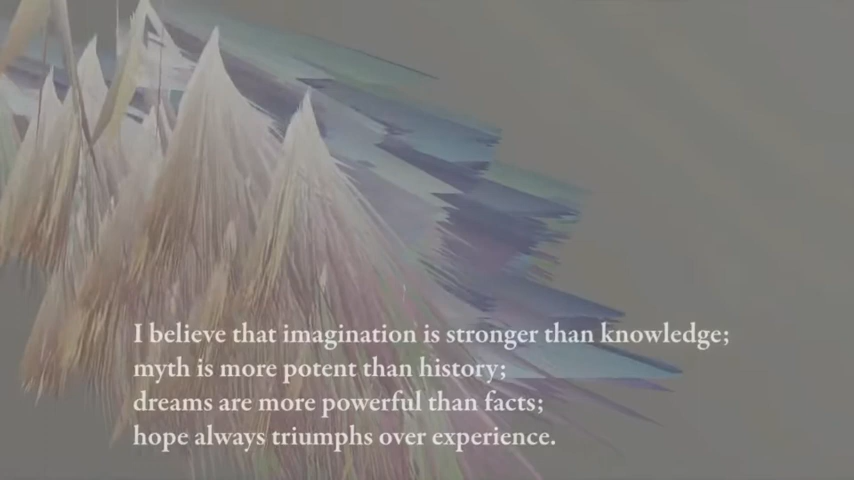 I believe that imagination is stronger than knowledge;
myth is more potent than history;
dreams are more powerful than facts;
hope always triumphs over experience.